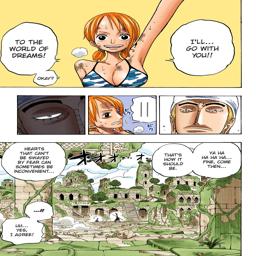 I'LL...
GO WITH
YOU!!
TO THE
WORLD OF
DREAMS!
OKAY?
!!!
YA HA
HA HA HA...
FINE, COME
THEN...
THAT'S
HOW IT
SHOULD
BE.
HEARTS
THAT CAN'T
BE SWAYED
BY FEAR CAN
SOMETIMES BE
INCONVENIENT...
...!!
UH...
YES,
I AGREE!